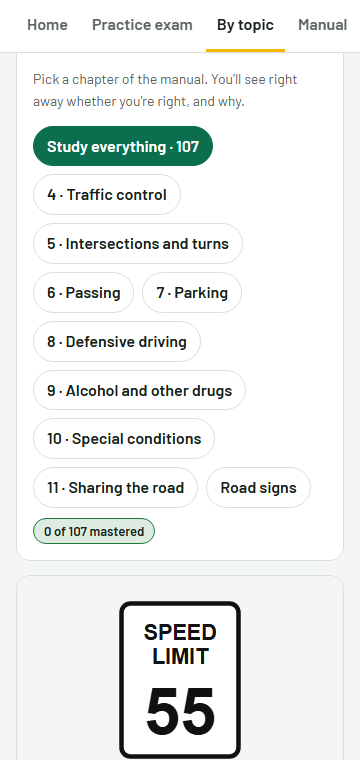 Home Practice exam By topic Manual
Pick a chapter of the manual. You'll see right
away whether you're right, and why.
Study everything · 107
4 · Traffic control
5 · Intersections and turns
6 · Passing 7 · Parking
8 · Defensive driving
9 · Alcohol and other drugs
10 · Special conditions
11 · Sharing the road Road signs
0 of 107 mastered
SPEED
LIMIT
55